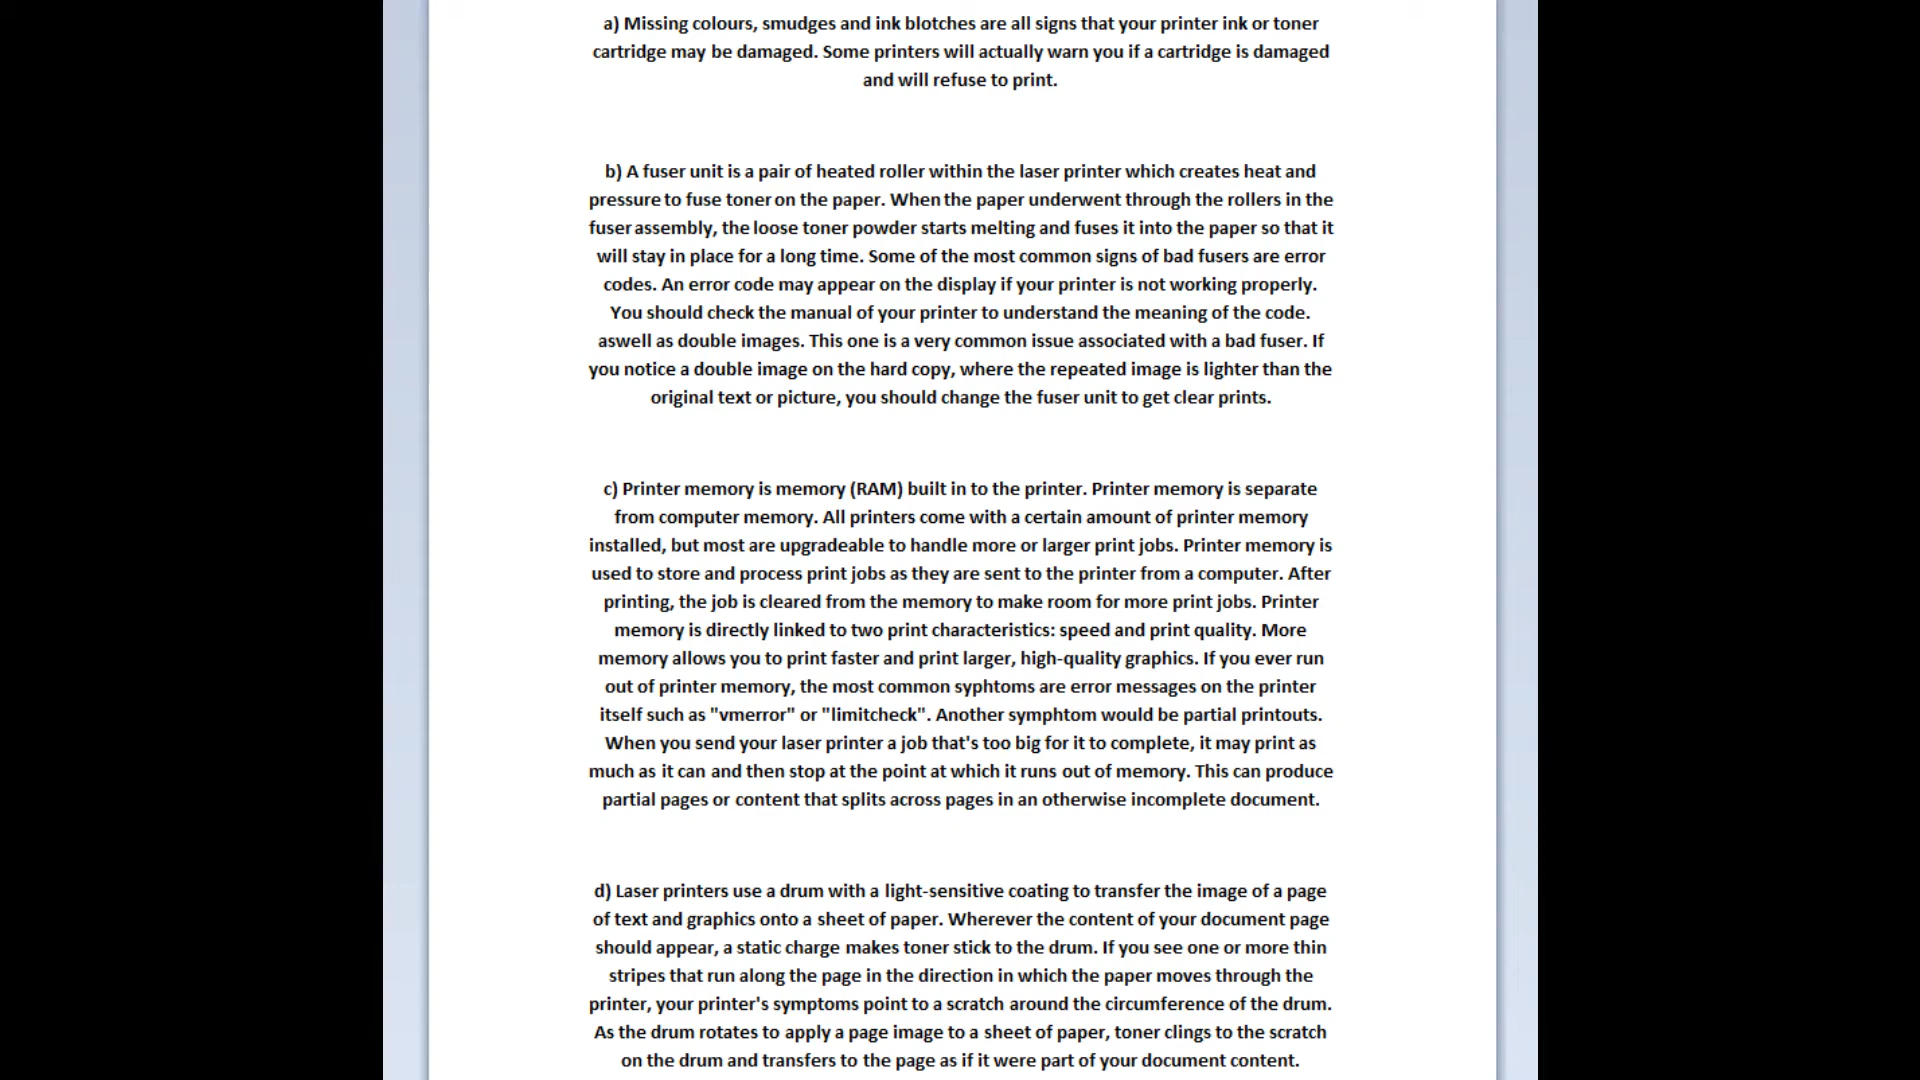 a) Missing colours, smudges and ink blotches are all signs that your printer ink or toner
cartridge may be damaged. Some printers will actually warn you if a cartridge is damaged
and will refuse to print.
b) A fuser unit is a pair of heated roller within the laser printer which creates heat and
pressure to fuse toner on the paper. When the paper underwent through the rollers in the
fuser assembly, the loose toner powder starts melting and fuses it into the paper so that it
will stay in place for a long time. Some of the most common signs of bad fusers are error
codes. An error code may appear on the display if your printer is not working properly.
You should check the manual of your printer to understand the meaning of the code.
aswell as double images. This one is a very common issue associated with a bad fuser. If
you notice a double image on the hard copy, where the repeated image is lighter than the
original text or picture, you should change the fuser unit to get clear prints.
c) Printer memory is memory (RAM) built in to the printer. Printer memory is separate
from computer memory. All printers come with a certain amount of printer memory
installed, but most are upgradeable to handle more or larger print jobs. Printer memory is
used to store and process print jobs as they are sent to the printer from a computer. After
printing, the job is cleared from the memory to make room for more print jobs. Printer
memory is directly linked to two print characteristics: speed and print quality. More
memory allows you to print faster and print larger, high-quality graphics. If you ever run
out of printer memory, the most common syphtoms are error messages on the printer
itself such as "vmerror" or "limitcheck". Another symphtom would be partial printouts.
When you send your laser printer a job that's too big for it to complete, it may print as
much as it can and then stop at the point at which it runs out of memory. This can produce
partial pages or content that splits across pages in an otherwise incomplete document.
d) Laser printers use a drum with a light-sensitive coating to transfer the image of a page
of text and graphics onto a sheet of paper. Wherever the content of your document page
should appear, a static charge makes toner stick to the drum. If you see one or more thin
stripes that run along the page in the direction in which the paper moves through the
printer, your printer's symptoms point to a scratch around the circumference of the drum.
As the drum rotates to apply a page image to a sheet of paper, toner clings to the scratch
on the drum and transfers to the page as if it were part of your document content.